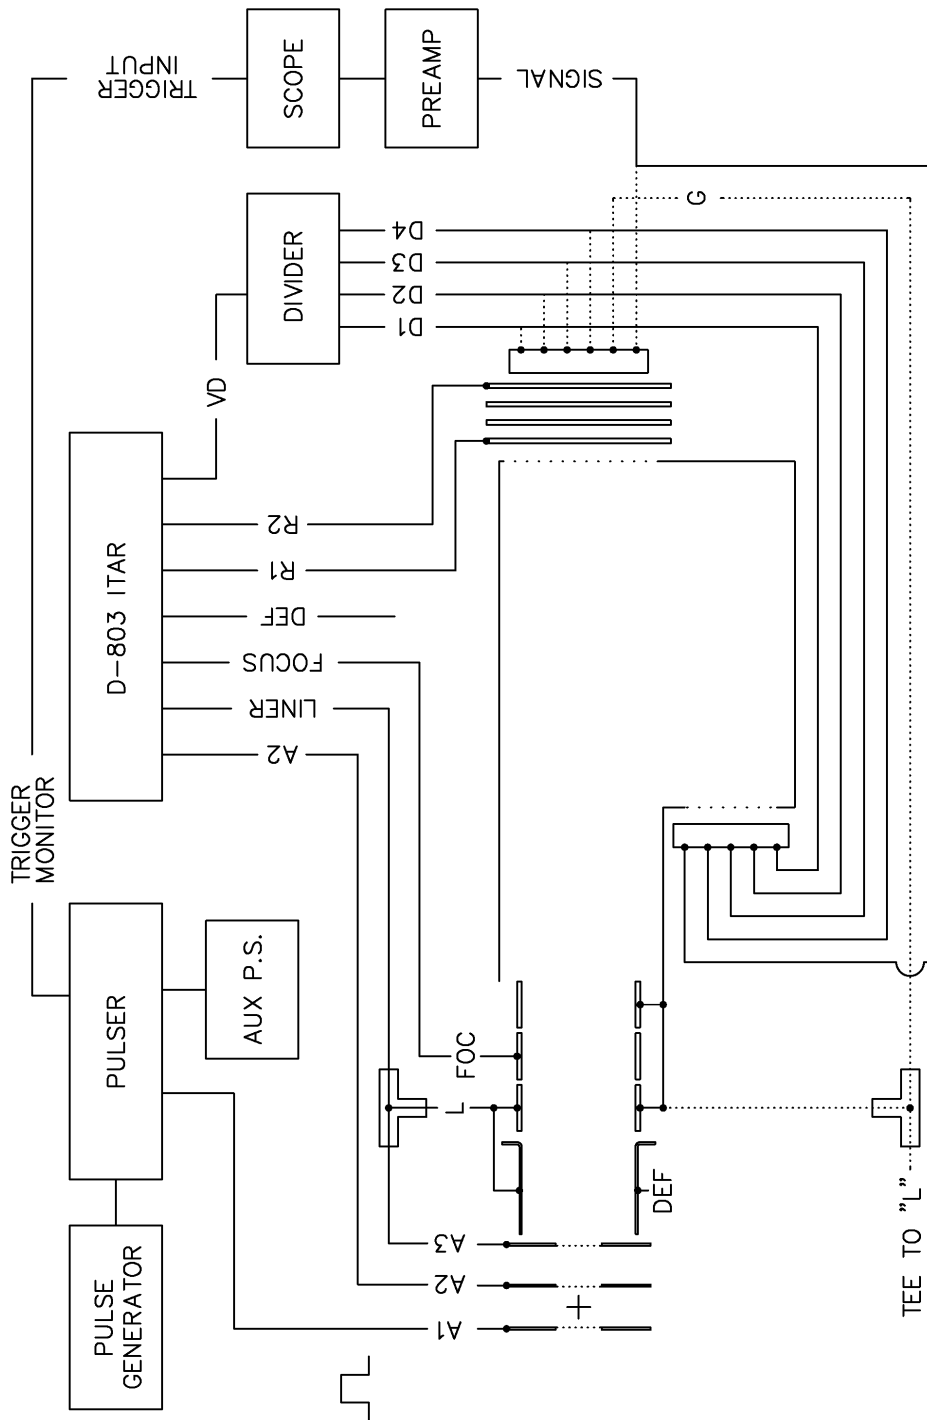 TRIGGER
INPUT
SCOPE
PREAMP
SIGNAL
DIVIDER
D4
D3
D2
D1
G
VD
D-803 ITAR
R2
R1
DEF
FOCUS
LINER
A2
TRIGGER
MONITOR
PULSER
AUX P.S.
PULSE
GENERATOR
FOC
L
DEF
A3
A2
A1
+
TEE TO "L"